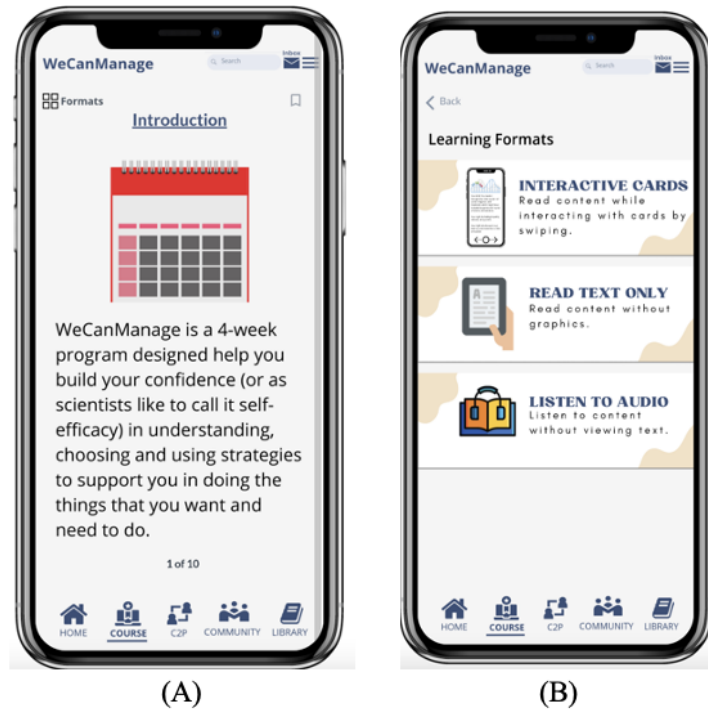 WeCanManage
Search
Inbox
Formats
Introduction
WeCanManage is a 4-week
program designed help you
build your confidence (or as
scientists like to call it self-
efficacy) in understanding,
choosing and using strategies
to support you in doing the
things that you want and
need to do.
1 of 10
HOME
COURSE
C2P
COMMUNITY
LIBRARY
(A)
WeCanManage
Search
Inbox
Back
Learning Formats
INTERACTIVE CARDS
Read content while
interacting with cards by
swiping.
READ TEXT ONLY
Read content without
graphics.
LISTEN TO AUDIO
Listen to content
without viewing text.
HOME
COURSE
C2P
COMMUNITY
LIBRARY
(B)